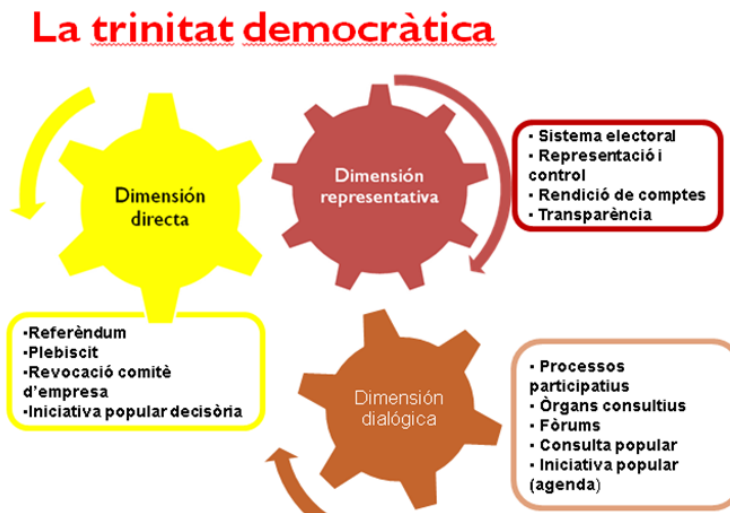 La trinitat democràtica
Dimensión
directa
Dimensión
representativa
▪ Sistema electoral
▪ Representació i
control
▪ Rendició de comptes
▪ Transparència
▪Referèndum
▪Plebiscit
▪Revocació comitè
d'empresa
▪Iniciativa popular decisòria
Dimensión
dialógica
▪ Processos
participatius
▪ Òrgans consultius
▪ Fòrums
▪ Consulta popular
▪ Iniciativa popular
(agenda)